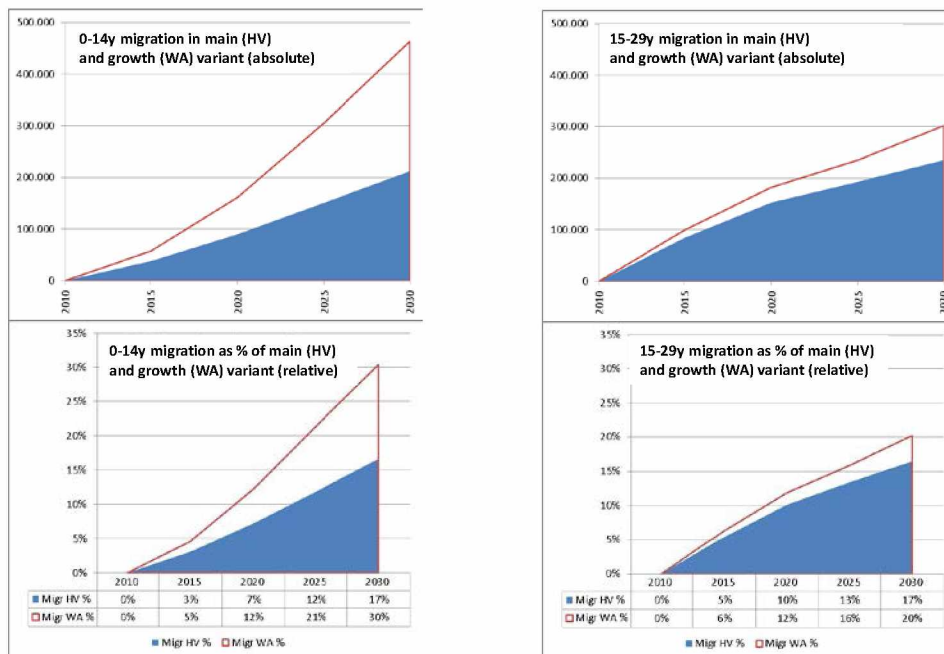 0-14y migration in main (HV)
and growth (WA) variant (absolute)
500.000
400.000
300.000
200.000
100.000
0
2010
2015
2020
2025
2030
15-29y migration in main (HV)
and growth (WA) variant (absolute)
500.000
400.000
300.000
200.000
100.000
0
2010
2015
2020
2025
2030
0-14y migration as % of main (HV)
and growth (WA) variant (relative)
35%
30%
25%
20%
15%
10%
5%
0%
2010 2015 2020 2025 2030
Migr HV % 0% 3% 7% 12% 17%
Migr WA % 0% 5% 12% 21% 30%
Migr HV % Migr WA %
15-29y migration as % of main (HV)
and growth (WA) variant (relative)
35%
30%
25%
20%
15%
10%
5%
0%
2010 2015 2020 2025 2030
Migr HV % 0% 5% 10% 13% 17%
Migr WA % 0% 6% 12% 16% 20%
Migr HV % Migr WA %